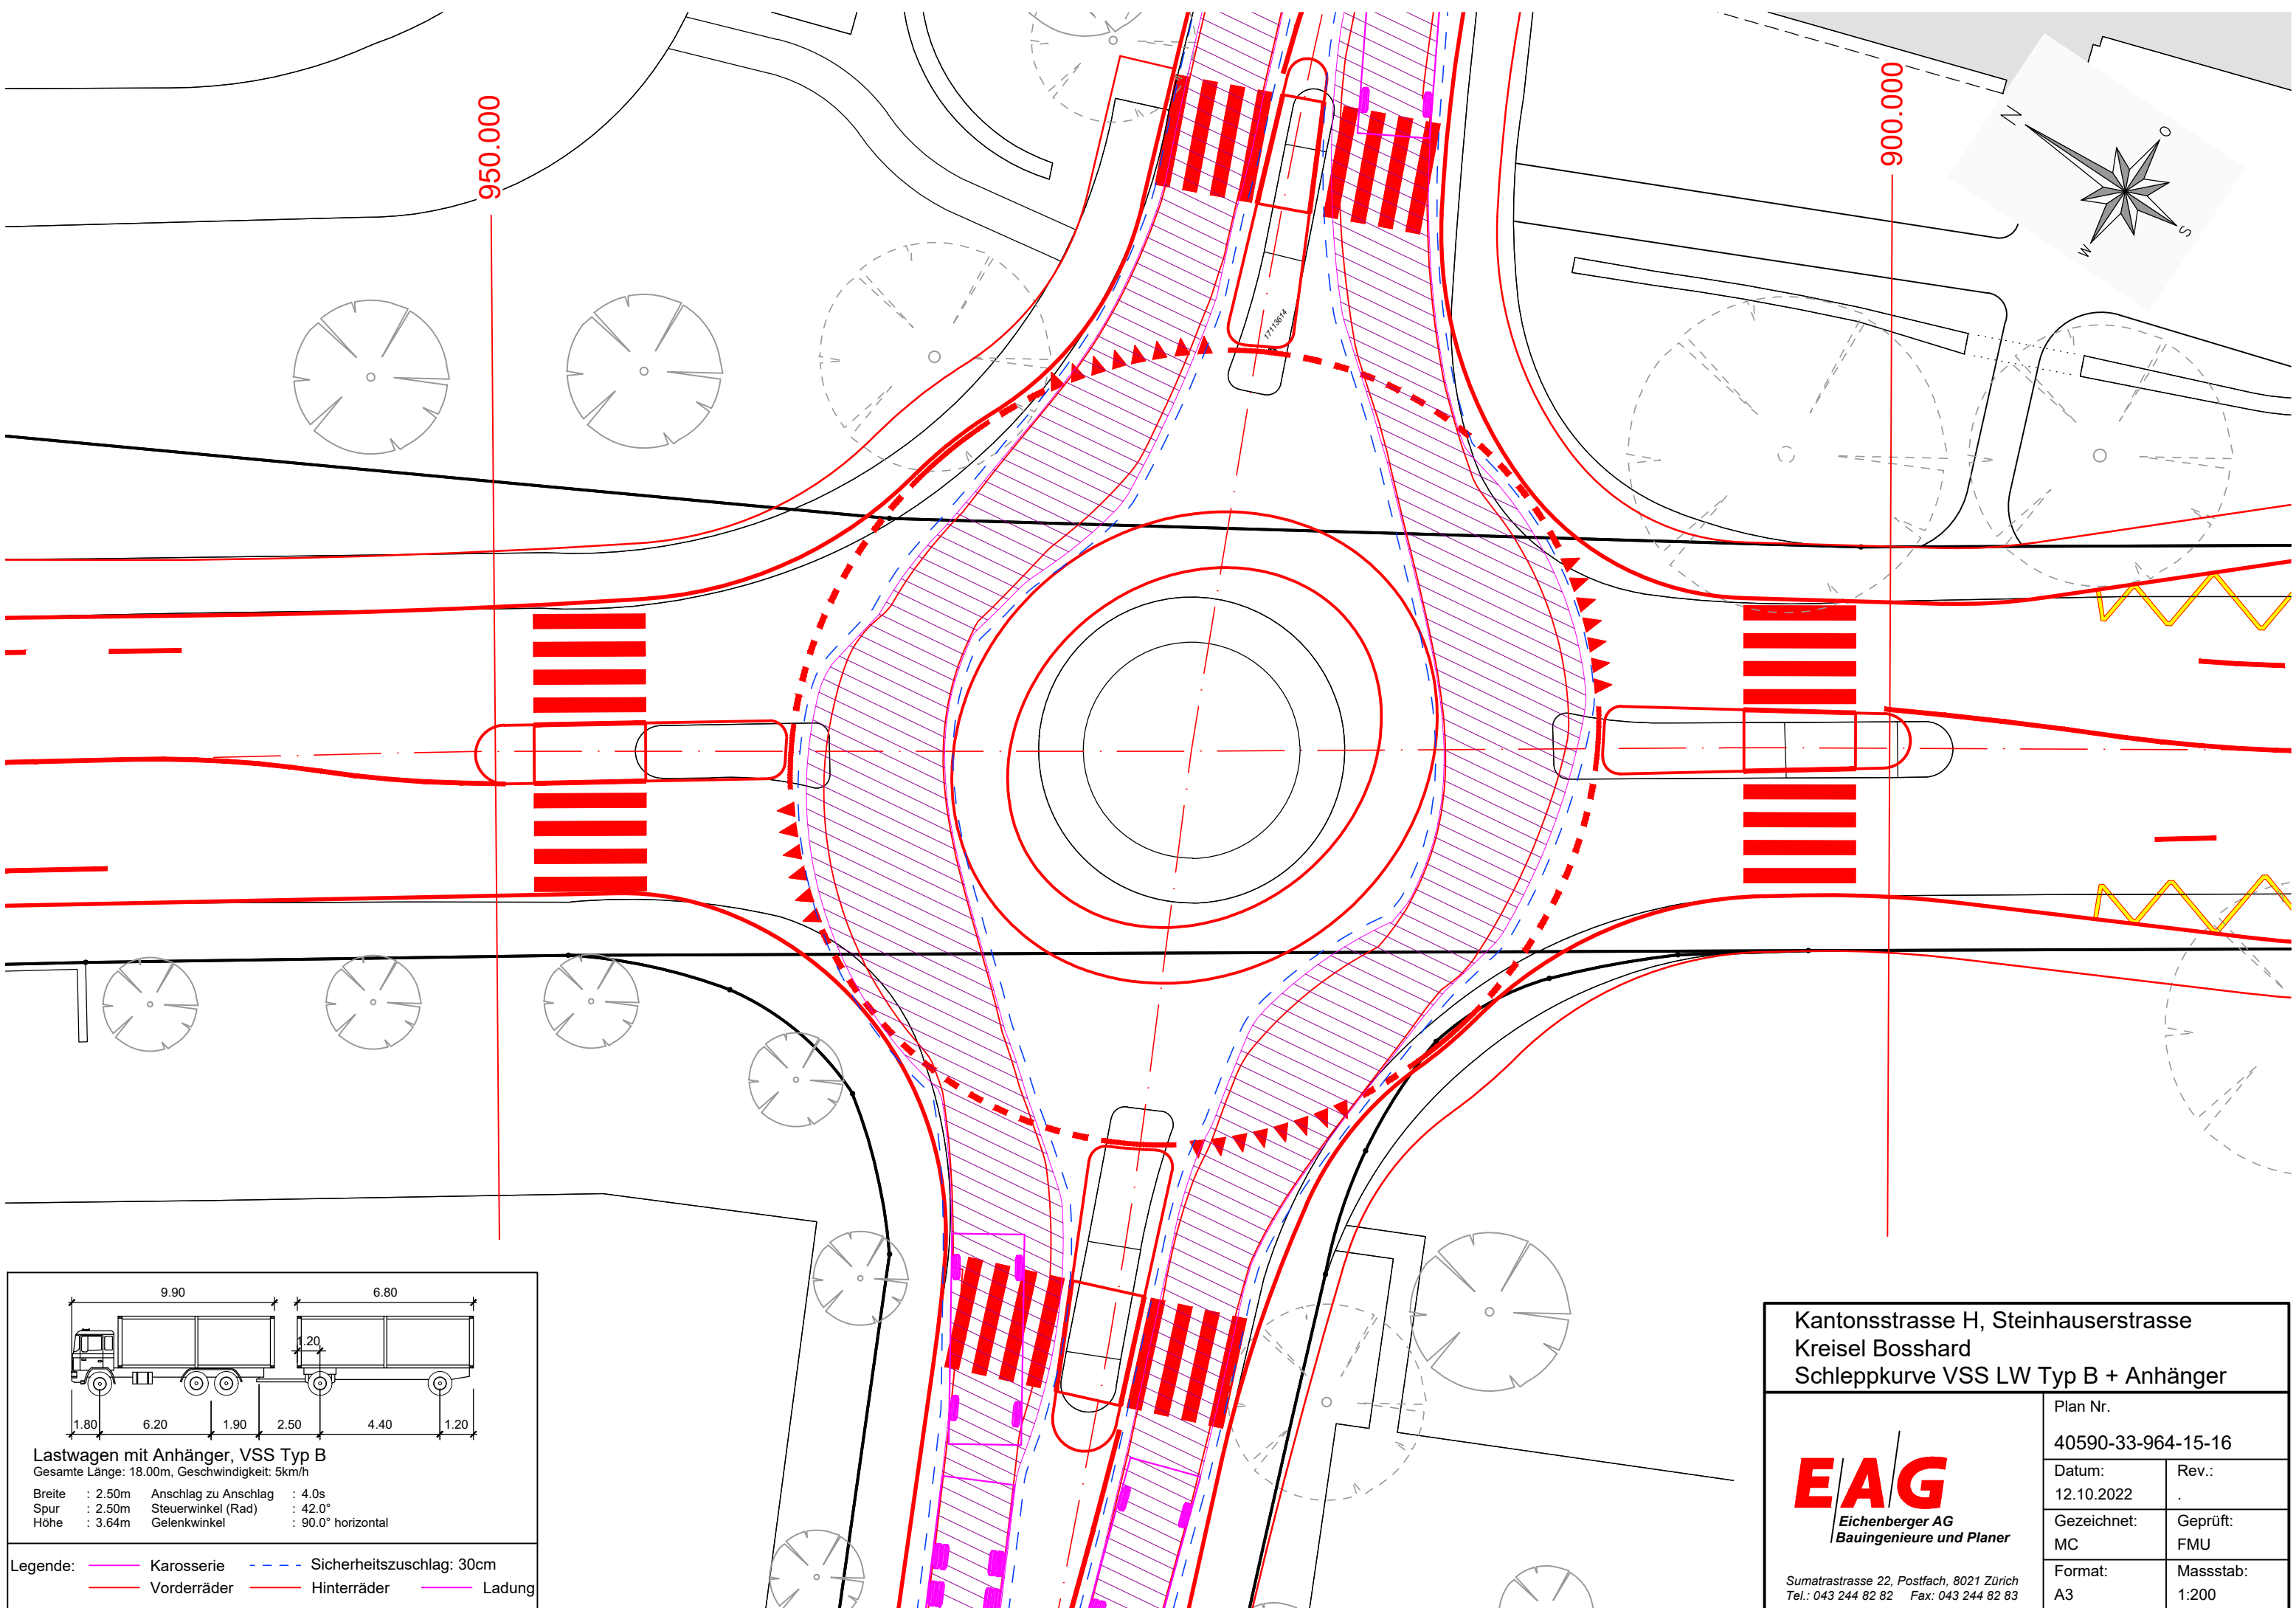 950.000
900.000
N
O
S
W
17113614
9.90
6.80
1.20
1.80
6.20
1.90
2.50
4.40
1.20
Lastwagen mit Anhänger, VSS Typ B
Gesamte Länge: 18.00m, Geschwindigkeit: 5km/h
Breite : 2.50m Anschlag zu Anschlag : 4.0s
Spur : 2.50m Steuerwinkel (Rad) : 42.0°
Höhe : 3.64m Gelenkwinkel : 90.0° horizontal
Legende: Karosserie Sicherheitszuschlag: 30cm
Vorderräder Hinterräder Ladung
Kantonsstrasse H, Steinhauserstrasse
Kreisel Bosshard
Schleppkurve VSS LW Typ B + Anhänger
EAG
Eichenberger AG
Bauingenieure und Planer
Sumatrastrasse 22, Postfach, 8021 Zürich
Tel.: 043 244 82 82 Fax: 043 244 82 83
Plan Nr.
40590-33-964-15-16
Datum: Rev.:
12.10.2022 .
Gezeichnet: Geprüft:
MC FMU
Format: Massstab:
A3 1:200